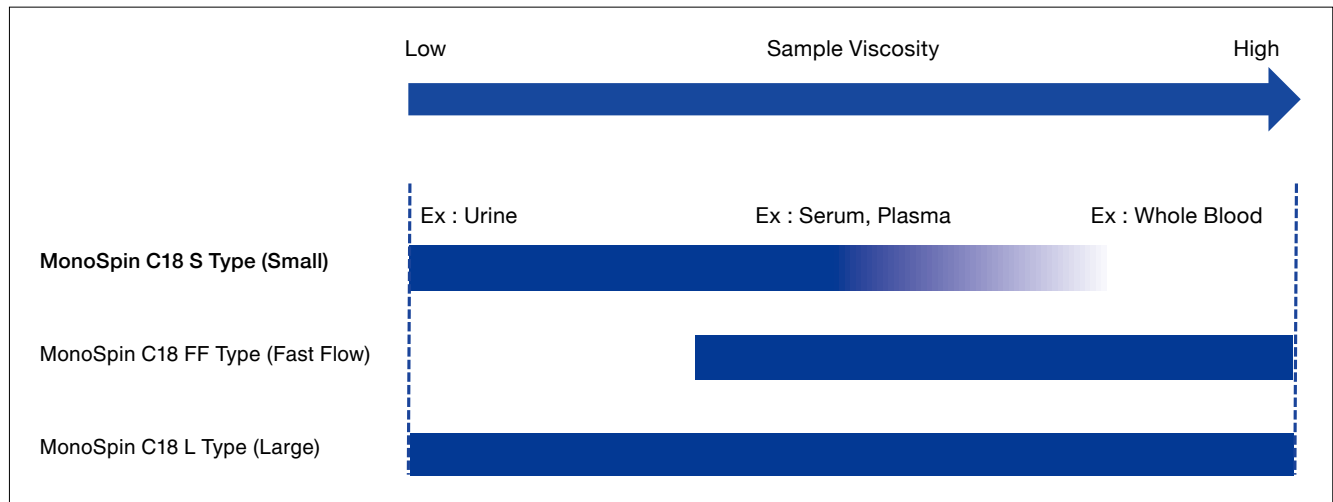 Low Sample Viscosity High
Ex : Urine Ex : Serum, Plasma Ex : Whole Blood
MonoSpin C18 S Type (Small)
MonoSpin C18 FF Type (Fast Flow)
MonoSpin C18 L Type (Large)